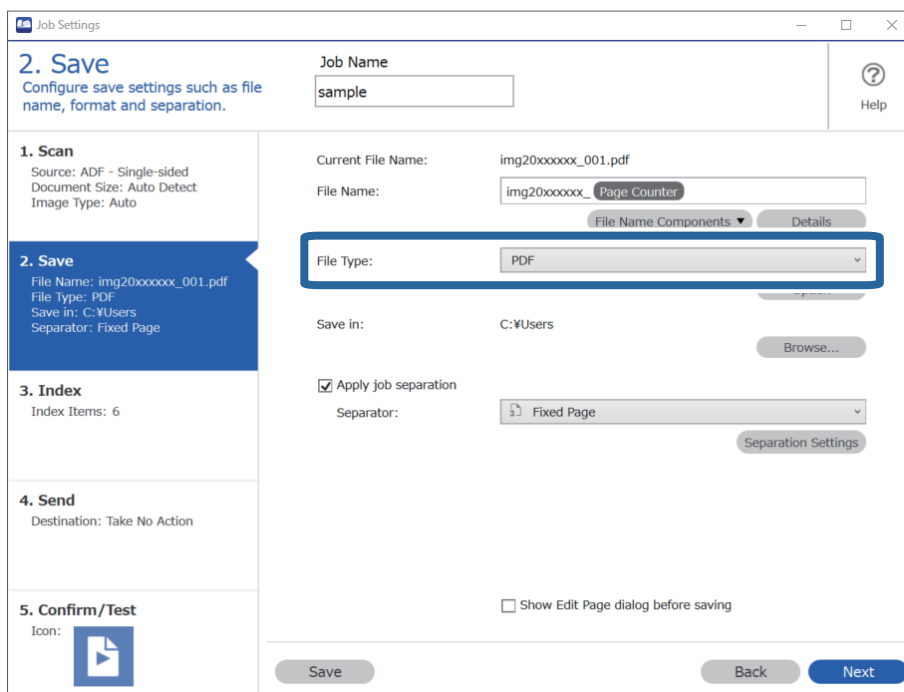 Job Settings
2. Save
Configure save settings such as file
name, format and separation.
Job Name
sample
Help
1. Scan
Source: ADF - Single-sided
Document Size: Auto Detect
Image Type: Auto
2. Save
File Name: img20xxxxxx_001.pdf
File Type: PDF
Save in: C:¥Users
Separator: Fixed Page
3. Index
Index Items: 6
4. Send
Destination: Take No Action
5. Confirm/Test
Icon:
Current File Name: img20xxxxxx_001.pdf
File Name: img20xxxxxx_ Page Counter
File Name Components ▼ Details
File Type: PDF
Save in: C:¥Users
Browse...
Apply job separation
Separator: Fixed Page
Separation Settings
Show Edit Page dialog before saving
Save Back Next